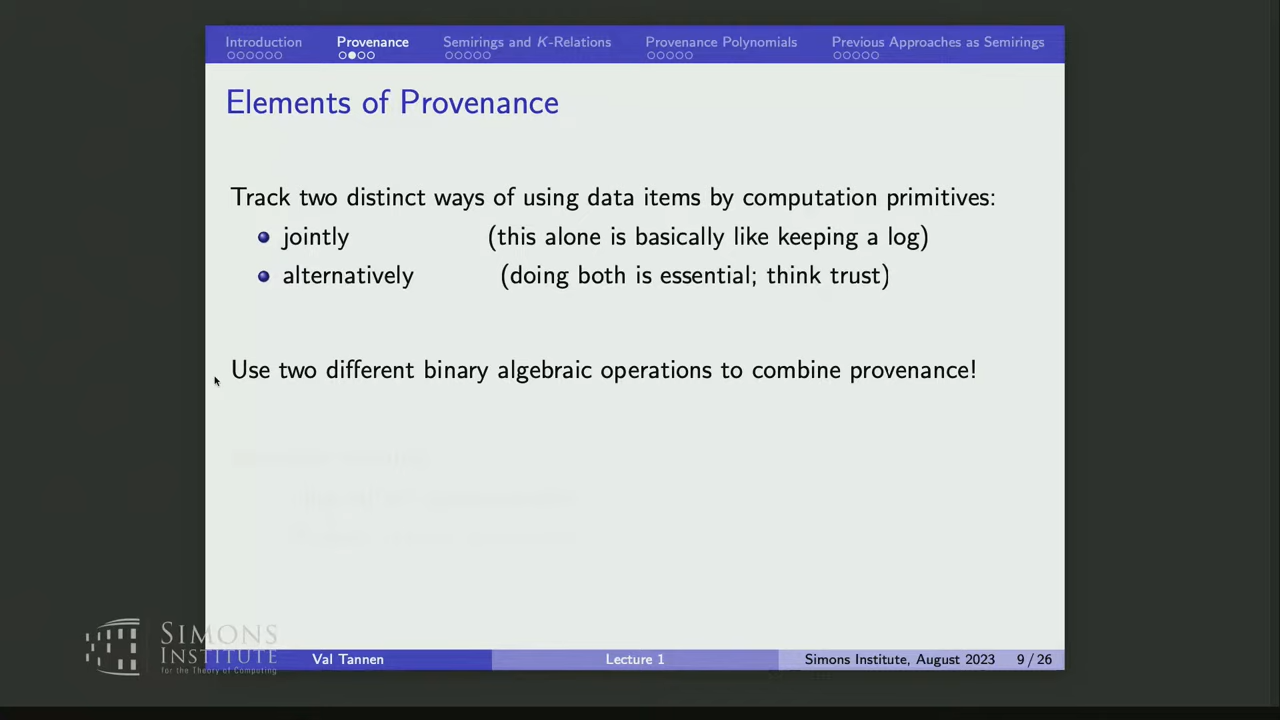 Introduction Provenance Semirings and K-Relations Provenance Polynomials Previous Approaches as Semirings
Elements of Provenance
Track two distinct ways of using data items by computation primitives:
jointly (this alone is basically like keeping a log)
alternatively (doing both is essential; think trust)
Use two different binary algebraic operations to combine provenance!
SIMONS
INSTITUTE
for the Theory of Computing
Val Tannen Lecture 1 Simons Institute, August 2023 9 / 26